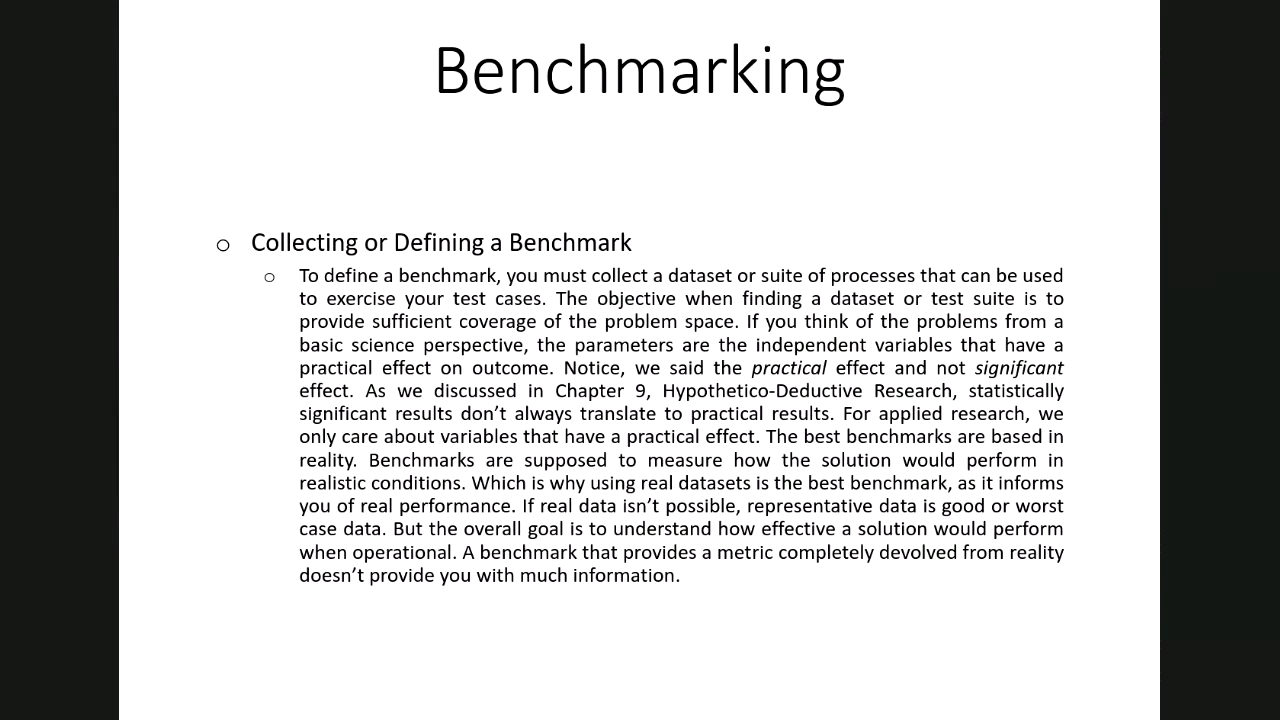 Benchmarking
o Collecting or Defining a Benchmark
o To define a benchmark, you must collect a dataset or suite of processes that can be used
to exercise your test cases. The objective when finding a dataset or test suite is to
provide sufficient coverage of the problem space. If you think of the problems from a
basic science perspective, the parameters are the independent variables that have a
practical effect on outcome. Notice, we said the practical effect and not significant
effect. As we discussed in Chapter 9, Hypothetico-Deductive Research, statistically
significant results don’t always translate to practical results. For applied research, we
only care about variables that have a practical effect. The best benchmarks are based in
reality. Benchmarks are supposed to measure how the solution would perform in
realistic conditions. Which is why using real datasets is the best benchmark, as it informs
you of real performance. If real data isn’t possible, representative data is good or worst
case data. But the overall goal is to understand how effective a solution would perform
when operational. A benchmark that provides a metric completely devolved from reality
doesn’t provide you with much information.